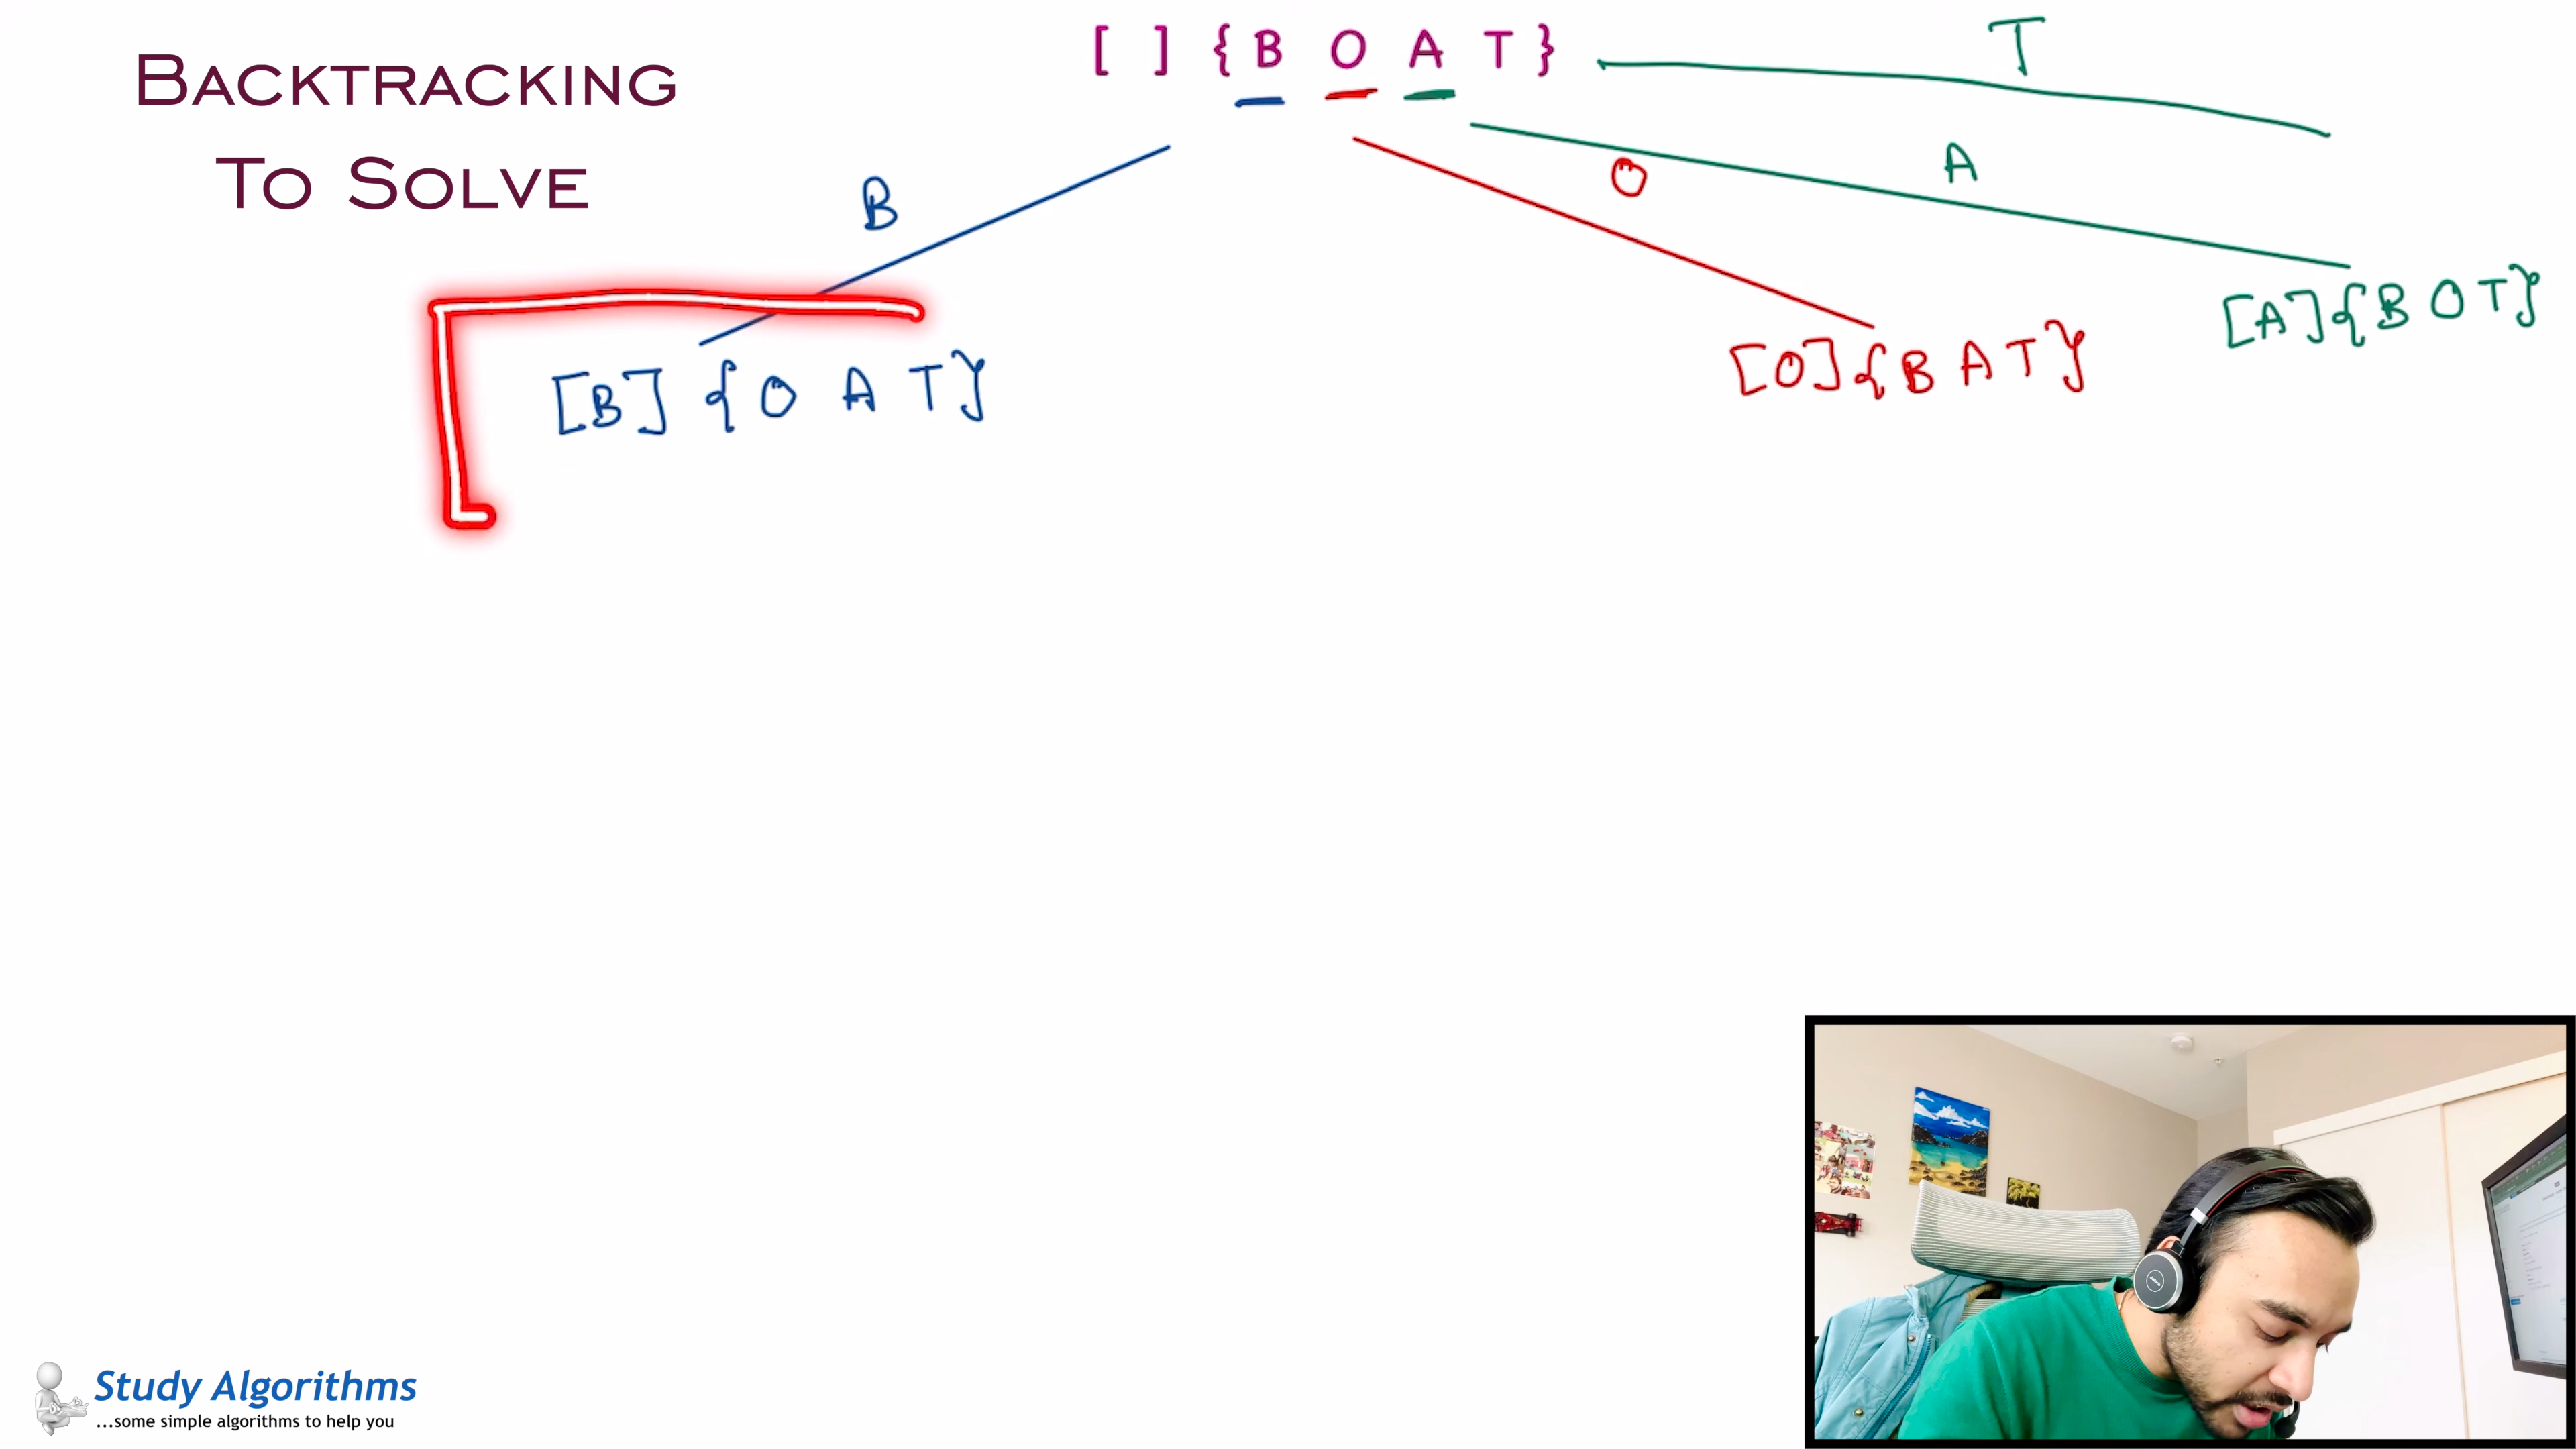 BACKTRACKING
TO SOLVE
[ ] { B O A T }
T
A
O
B
[A] { B O T }
[O] { B A T }
[B] { O A T }
Study Algorithms
...some simple algorithms to help you